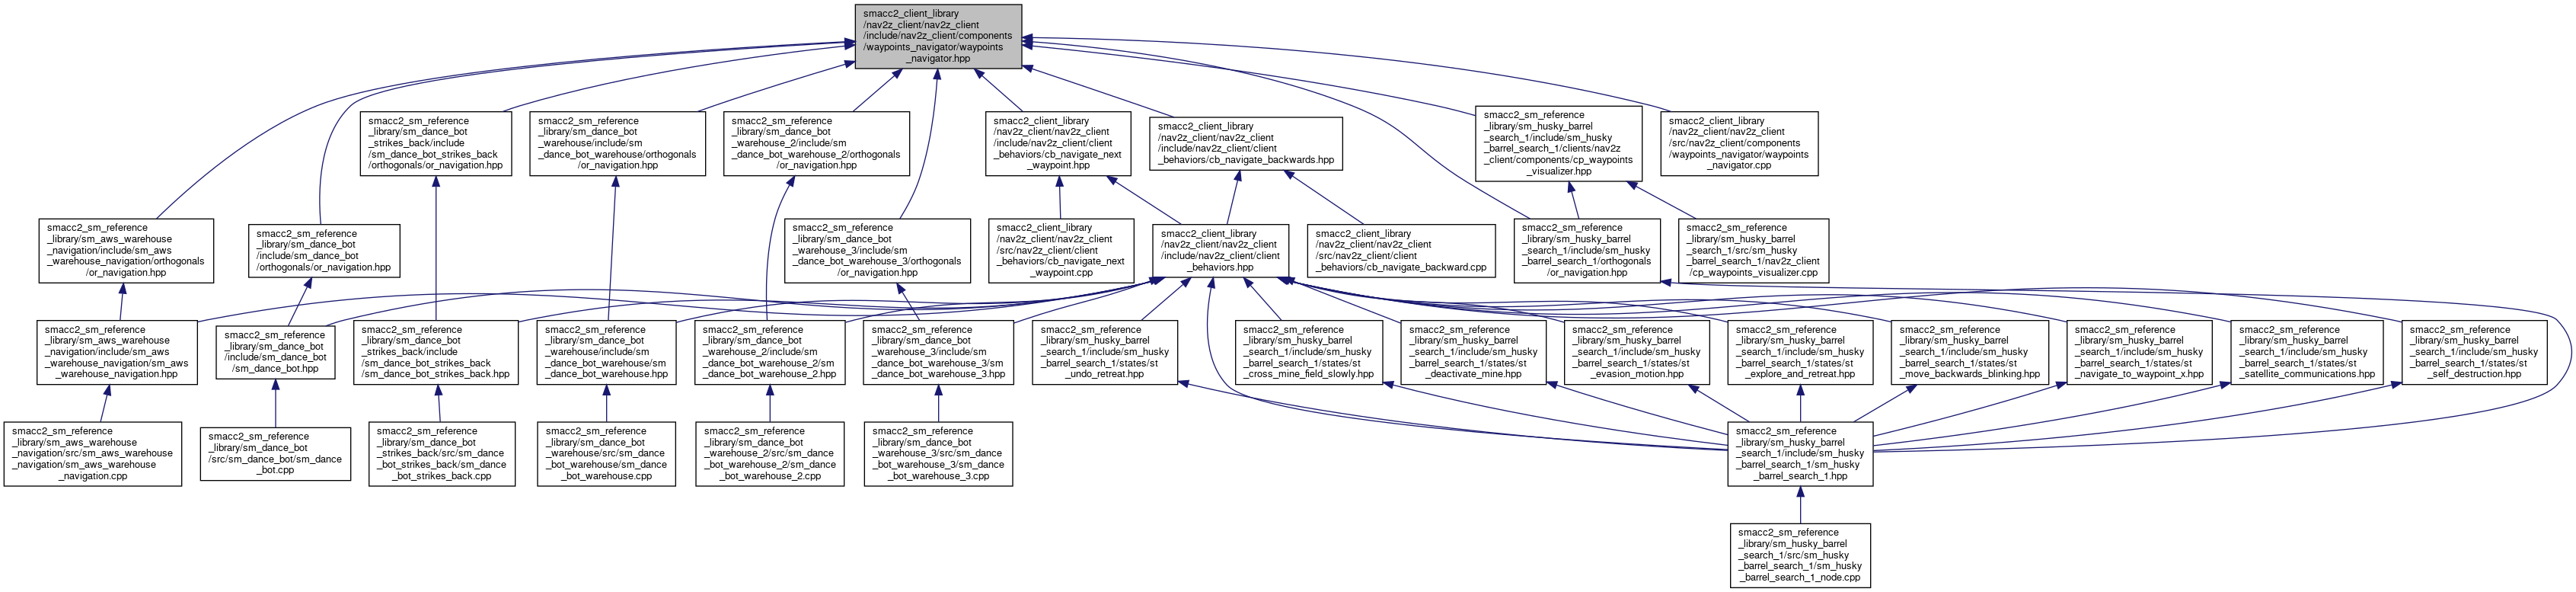 smacc2_client_library
/nav2z_client/nav2z_client
/include/nav2z_client/components
/waypoints_navigator/waypoints
_navigator.hpp
smacc2_sm_reference
_library/sm_dance_bot
_strikes_back/include
/sm_dance_bot_strikes_back
/orthogonals/or_navigation.hpp
smacc2_sm_reference
_library/sm_dance_bot
_warehouse/include/sm
_dance_bot_warehouse/orthogonals
/or_navigation.hpp
smacc2_sm_reference
_library/sm_dance_bot
_warehouse_2/include/sm
_dance_bot_warehouse_2/orthogonals
/or_navigation.hpp
smacc2_client_library
/nav2z_client/nav2z_client
/include/nav2z_client/client
_behaviors/cb_navigate_next
_waypoint.hpp
smacc2_client_library
/nav2z_client/nav2z_client
/include/nav2z_client/client
_behaviors/cb_navigate_backwards.hpp
smacc2_sm_reference
_library/sm_husky_barrel
_search_1/include/sm_husky
_barrel_search_1/clients/nav2z
_client/components/cp_waypoints
_visualizer.hpp
smacc2_client_library
/nav2z_client/nav2z_client
/src/nav2z_client/components
/waypoints_navigator/waypoints
_navigator.cpp
smacc2_sm_reference
_library/sm_aws_warehouse
_navigation/include/sm_aws
_warehouse_navigation/orthogonals
/or_navigation.hpp
smacc2_sm_reference
_library/sm_dance_bot
/include/sm_dance_bot
/orthogonals/or_navigation.hpp
smacc2_sm_reference
_library/sm_dance_bot
_warehouse_3/include/sm
_dance_bot_warehouse_3/orthogonals
/or_navigation.hpp
smacc2_client_library
/nav2z_client/nav2z_client
/src/nav2z_client/client
_behaviors/cb_navigate_next
_waypoint.cpp
smacc2_client_library
/nav2z_client/nav2z_client
/include/nav2z_client/client
_behaviors.hpp
smacc2_client_library
/nav2z_client/nav2z_client
/src/nav2z_client/client
_behaviors/cb_navigate_backward.cpp
smacc2_sm_reference
_library/sm_husky_barrel
_search_1/include/sm_husky
_barrel_search_1/orthogonals
/or_navigation.hpp
smacc2_sm_reference
_library/sm_husky_barrel
_search_1/src/sm_husky
_barrel_search_1/nav2z_client
/cp_waypoints_visualizer.cpp
smacc2_sm_reference
_library/sm_aws_warehouse
_navigation/include/sm_aws
_warehouse_navigation/sm_aws
_warehouse_navigation.hpp
smacc2_sm_reference
_library/sm_dance_bot
/include/sm_dance_bot
/sm_dance_bot.hpp
smacc2_sm_reference
_library/sm_dance_bot
_strikes_back/include
/sm_dance_bot_strikes_back
/sm_dance_bot_strikes_back.hpp
smacc2_sm_reference
_library/sm_dance_bot
_warehouse/include/sm
_dance_bot_warehouse/sm
_dance_bot_warehouse.hpp
smacc2_sm_reference
_library/sm_dance_bot
_warehouse_2/include/sm
_dance_bot_warehouse_2/sm
_dance_bot_warehouse_2.hpp
smacc2_sm_reference
_library/sm_dance_bot
_warehouse_3/include/sm
_dance_bot_warehouse_3/sm
_dance_bot_warehouse_3.hpp
smacc2_sm_reference
_library/sm_husky_barrel
_search_1/include/sm_husky
_barrel_search_1/states/st
_undo_retreat.hpp
smacc2_sm_reference
_library/sm_husky_barrel
_search_1/include/sm_husky
_barrel_search_1/states/st
_cross_mine_field_slowly.hpp
smacc2_sm_reference
_library/sm_husky_barrel
_search_1/include/sm_husky
_barrel_search_1/states/st
_deactivate_mine.hpp
smacc2_sm_reference
_library/sm_husky_barrel
_search_1/include/sm_husky
_barrel_search_1/states/st
_evasion_motion.hpp
smacc2_sm_reference
_library/sm_husky_barrel
_search_1/include/sm_husky
_barrel_search_1/states/st
_explore_and_retreat.hpp
smacc2_sm_reference
_library/sm_husky_barrel
_search_1/include/sm_husky
_barrel_search_1/states/st
_move_backwards_blinking.hpp
smacc2_sm_reference
_library/sm_husky_barrel
_search_1/include/sm_husky
_barrel_search_1/states/st
_navigate_to_waypoint_x.hpp
smacc2_sm_reference
_library/sm_husky_barrel
_search_1/include/sm_husky
_barrel_search_1/states/st
_satellite_communications.hpp
smacc2_sm_reference
_library/sm_husky_barrel
_search_1/include/sm_husky
_barrel_search_1/states/st
_self_destruction.hpp
smacc2_sm_reference
_library/sm_aws_warehouse
_navigation/src/sm_aws_warehouse
_navigation/sm_aws_warehouse
_navigation.cpp
smacc2_sm_reference
_library/sm_dance_bot
/src/sm_dance_bot/sm_dance
_bot.cpp
smacc2_sm_reference
_library/sm_dance_bot
_strikes_back/src/sm_dance
_bot_strikes_back/sm_dance
_bot_strikes_back.cpp
smacc2_sm_reference
_library/sm_dance_bot
_warehouse/src/sm_dance
_bot_warehouse/sm_dance
_bot_warehouse.cpp
smacc2_sm_reference
_library/sm_dance_bot
_warehouse_2/src/sm_dance
_bot_warehouse_2/sm_dance
_bot_warehouse_2.cpp
smacc2_sm_reference
_library/sm_dance_bot
_warehouse_3/src/sm_dance
_bot_warehouse_3/sm_dance
_bot_warehouse_3.cpp
smacc2_sm_reference
_library/sm_husky_barrel
_search_1/include/sm_husky
_barrel_search_1/sm_husky
_barrel_search_1.hpp
smacc2_sm_reference
_library/sm_husky_barrel
_search_1/src/sm_husky
_barrel_search_1/sm_husky
_barrel_search_1_node.cpp